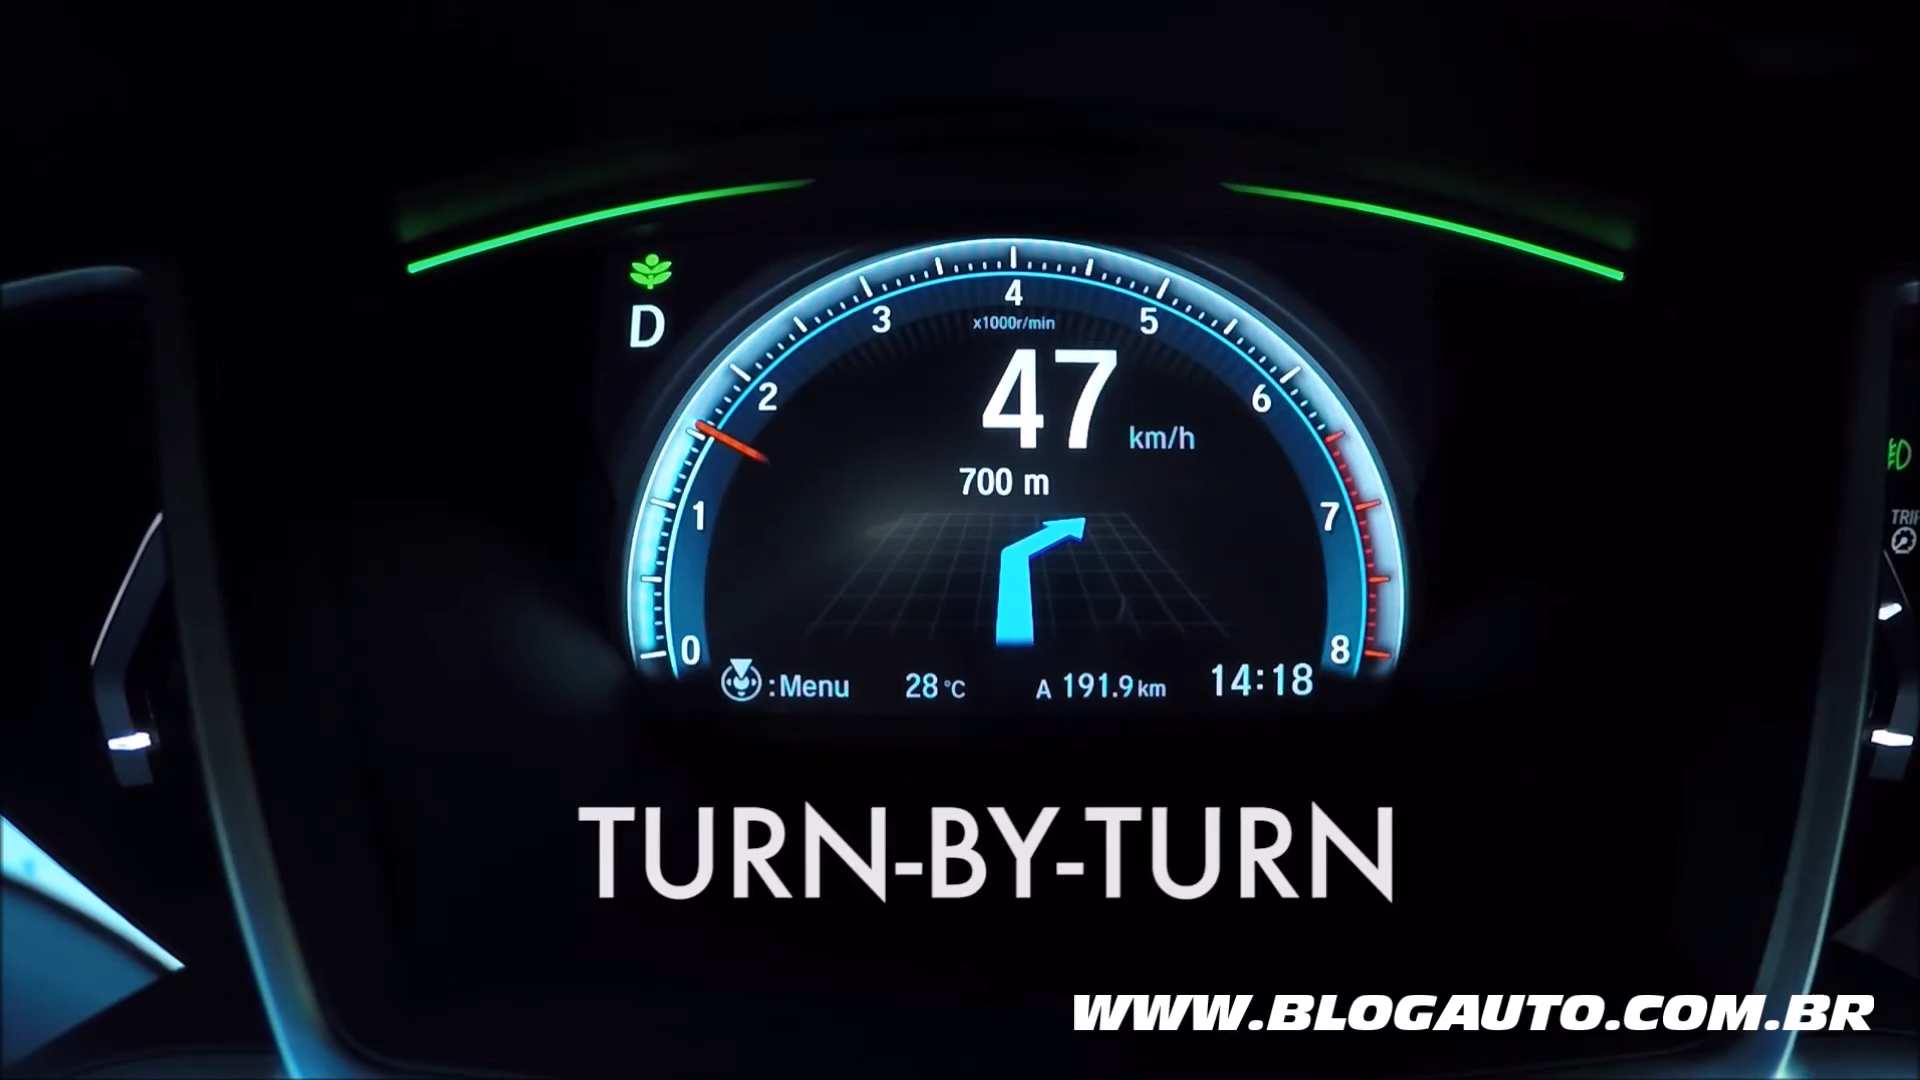 4
3
5
x1000r/min
D
47 km/h
2
6
700 m
1
7
TRIP
0
8
:Menu 28°C A 191.9 km 14:18
TURN-BY-TURN
WWW.BLOGAUTO.COM.BR